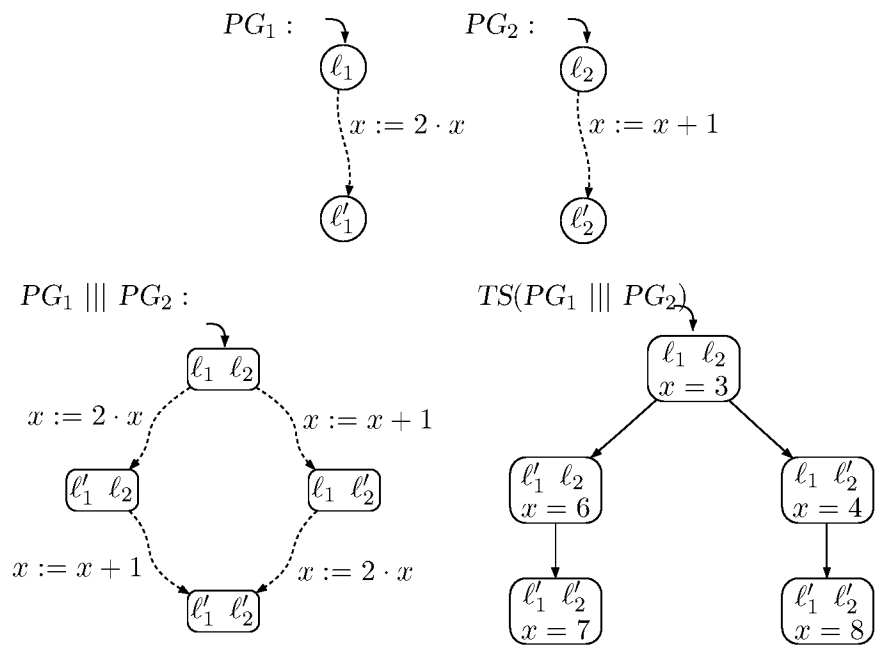 PG₁ :
PG₂ :
ℓ₁
ℓ₂
x := 2 · x
x := x + 1
ℓ′₁
ℓ′₂
PG₁ ||| PG₂ :
ℓ₁ ℓ₂
x := 2 · x
x := x + 1
ℓ′₁ ℓ₂
ℓ₁ ℓ′₂
x := x + 1
x := 2 · x
ℓ′₁ ℓ′₂
TS(PG₁ ||| PG₂)
ℓ₁ ℓ₂
x = 3
ℓ′₁ ℓ₂
x = 6
ℓ₁ ℓ′₂
x = 4
ℓ′₁ ℓ′₂
x = 7
ℓ′₁ ℓ′₂
x = 8